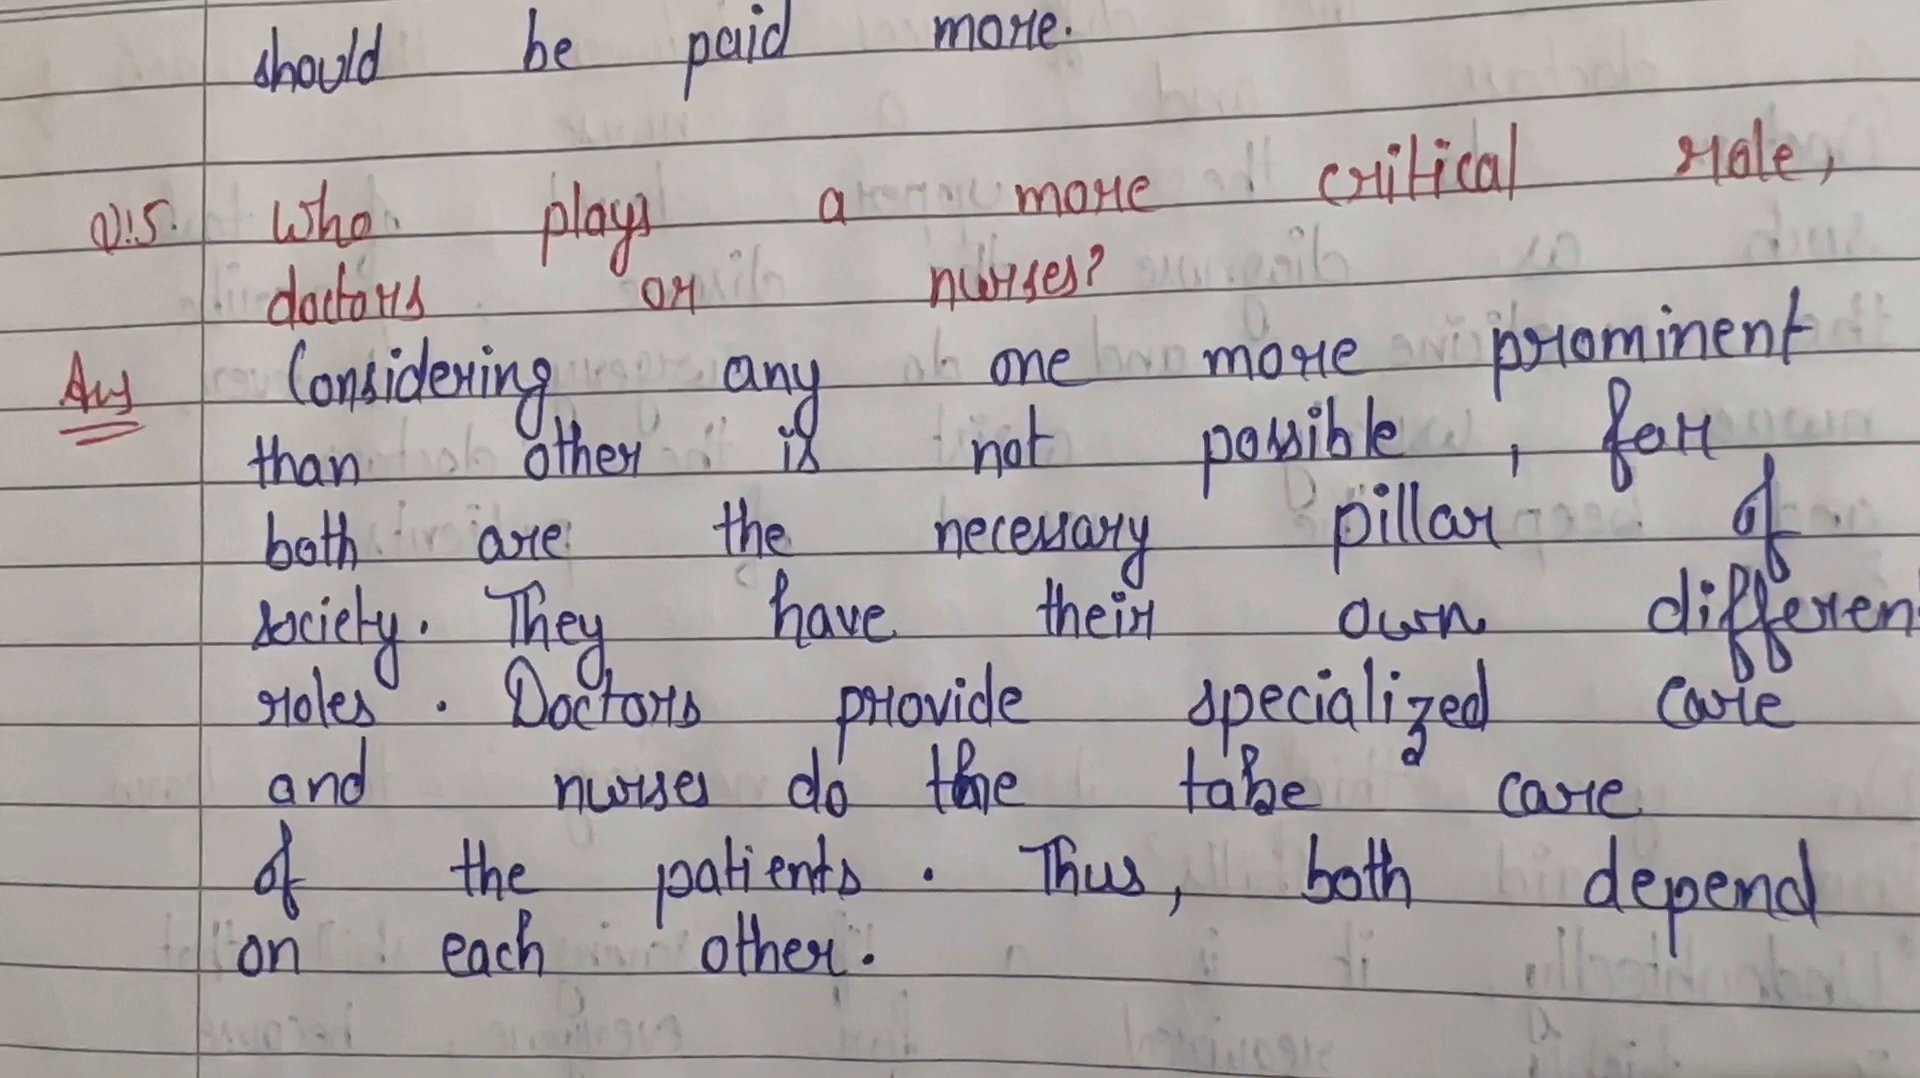 should be paid more.
Q:5. Who plays a more critical role,
doctors or nurses?
Ans Considering any one more prominent
than other is not possible, for
both are the necessary pillar of
society. They have their own differen
roles. Doctors provide specialized care
and nurses do the take care
of the patients. Thus, both depend
on each other.